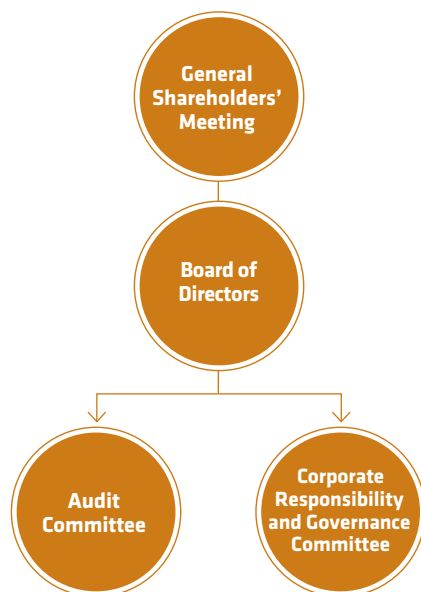 General
Shareholders’
Meeting
Board of
Directors
Audit
Committee
Corporate
Responsibility
and Governance
Committee